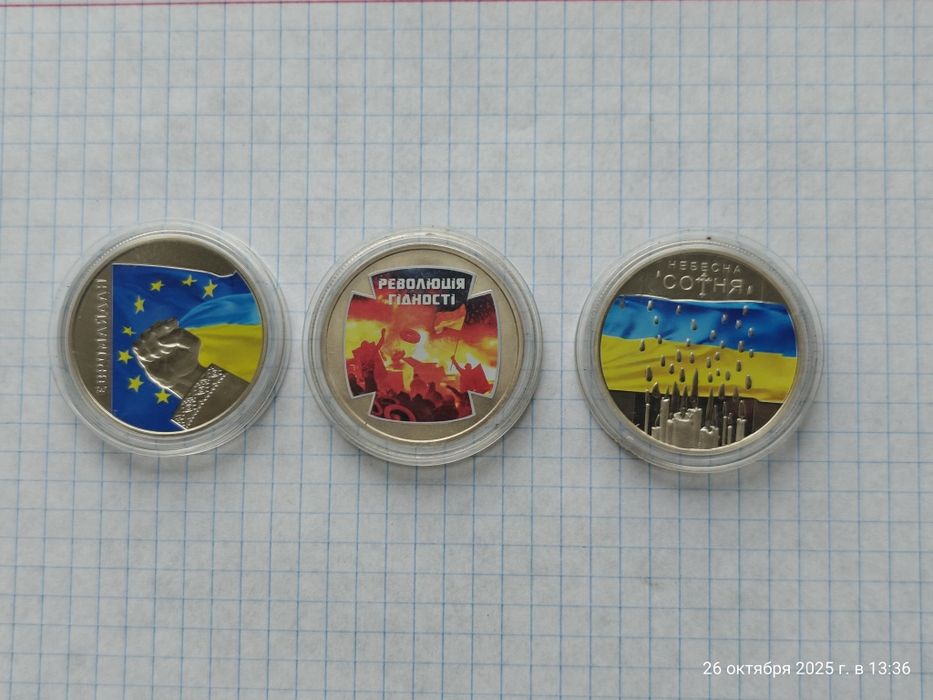 ЄВРОМАЙДАН
РЕВОЛЮЦІЯ
ГІДНОСТІ
НЕБЕСНА
СОТНЯ
26 октября 2025 г. в 13:36